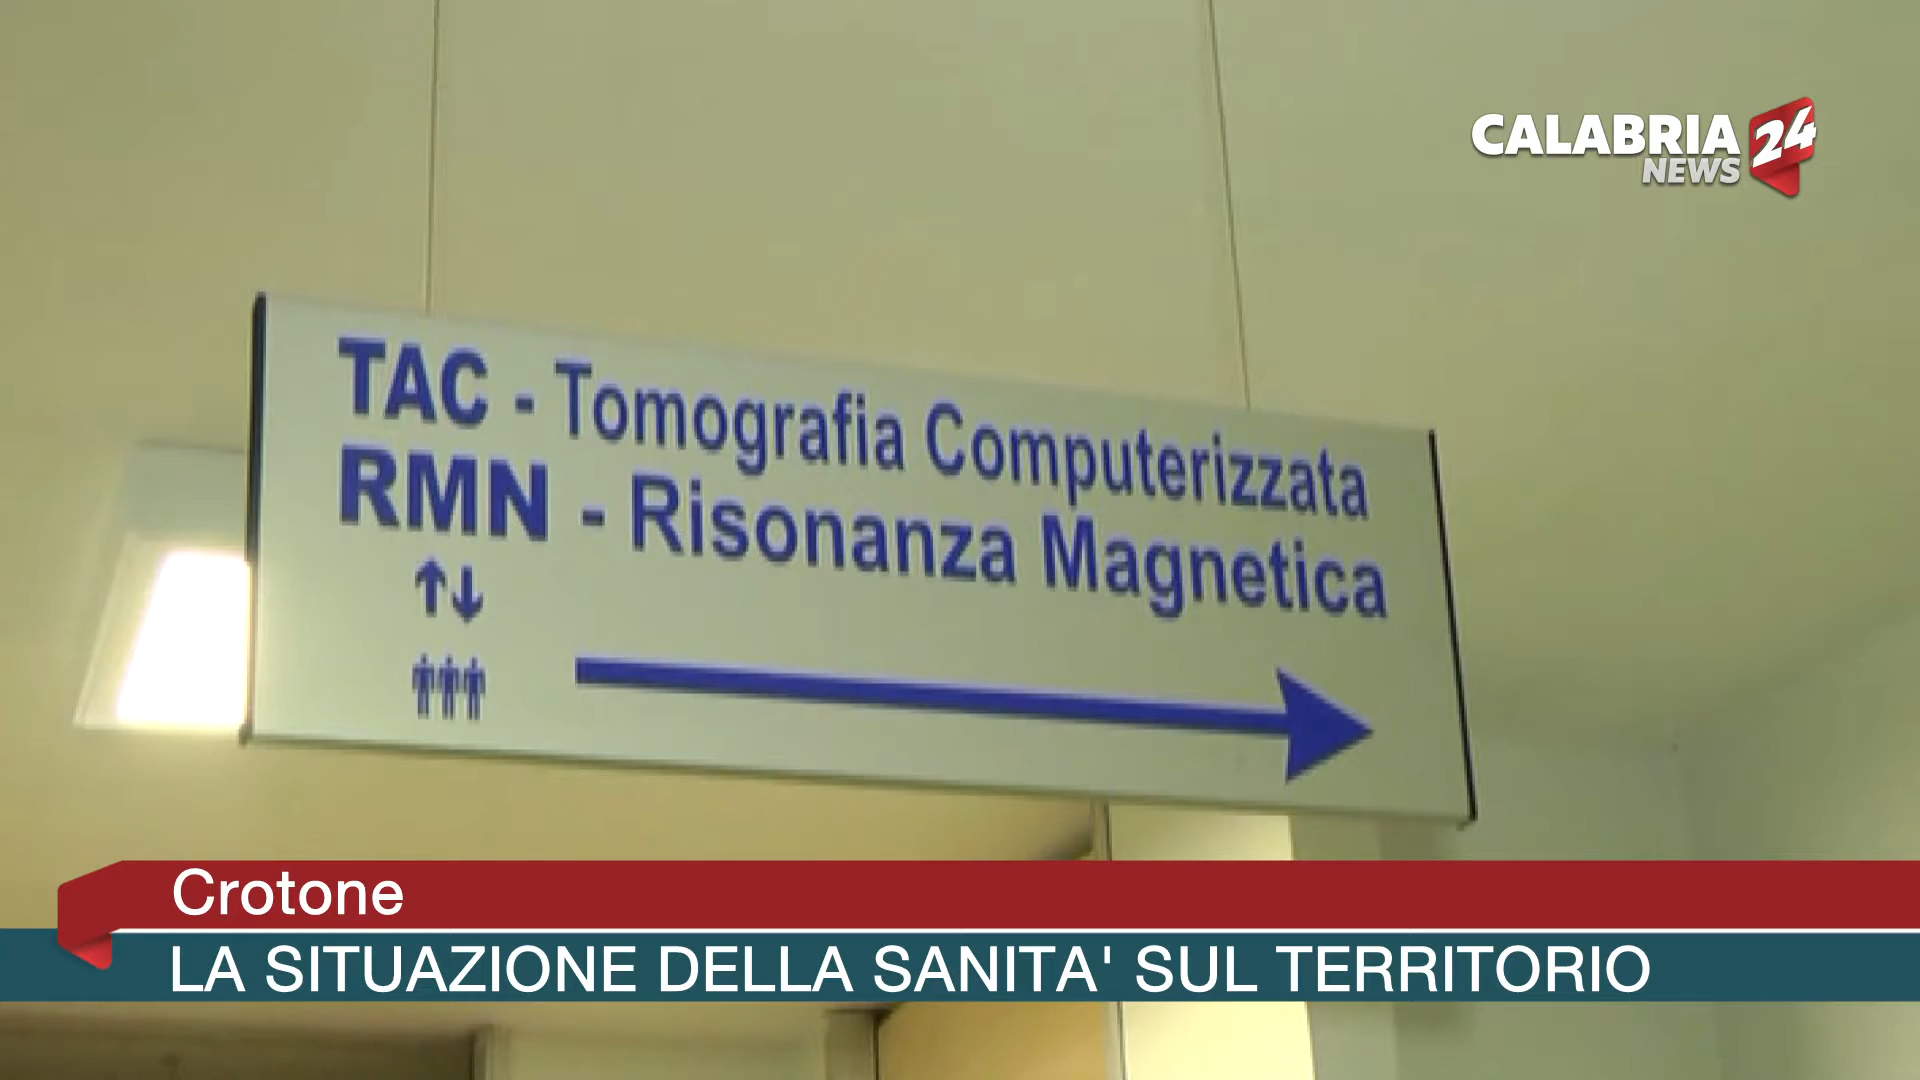 CALABRIA 24
NEWS
TAC - Tomografia Computerizzata
RMN - Risonanza Magnetica
Crotone
LA SITUAZIONE DELLA SANITA' SUL TERRITORIO